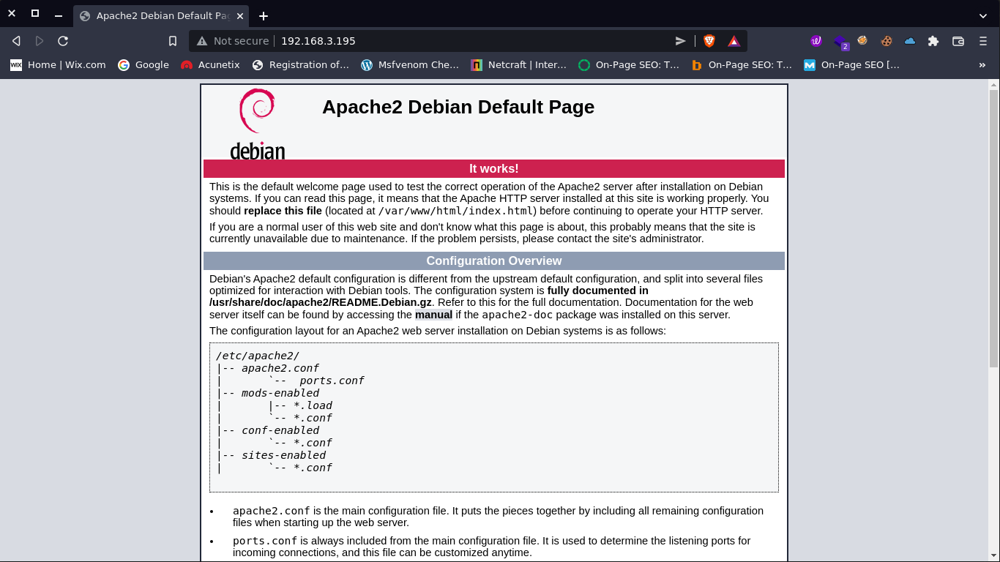 Apache2 Debian Default Pag
Not secure 192.168.3.195
2
Home | Wix.com Google Acunetix Registration of… Msfvenom Che… Netcraft | Inter… On-Page SEO: T… On-Page SEO: T… On-Page SEO [… »
debian
Apache2 Debian Default Page
It works!
This is the default welcome page used to test the correct operation of the Apache2 server after installation on Debian
systems. If you can read this page, it means that the Apache HTTP server installed at this site is working properly. You
should replace this file (located at /var/www/html/index.html) before continuing to operate your HTTP server.
If you are a normal user of this web site and don't know what this page is about, this probably means that the site is
currently unavailable due to maintenance. If the problem persists, please contact the site's administrator.
Configuration Overview
Debian's Apache2 default configuration is different from the upstream default configuration, and split into several files
optimized for interaction with Debian tools. The configuration system is fully documented in
/usr/share/doc/apache2/README.Debian.gz. Refer to this for the full documentation. Documentation for the web
server itself can be found by accessing the manual if the apache2-doc package was installed on this server.
The configuration layout for an Apache2 web server installation on Debian systems is as follows:
/etc/apache2/
|-- apache2.conf
|       `--  ports.conf
|-- mods-enabled
|       |-- *.load
|       `-- *.conf
|-- conf-enabled
|       `-- *.conf
|-- sites-enabled
|       `-- *.conf
• apache2.conf is the main configuration file. It puts the pieces together by including all remaining configuration
files when starting up the web server.
• ports.conf is always included from the main configuration file. It is used to determine the listening ports for
incoming connections, and this file can be customized anytime.